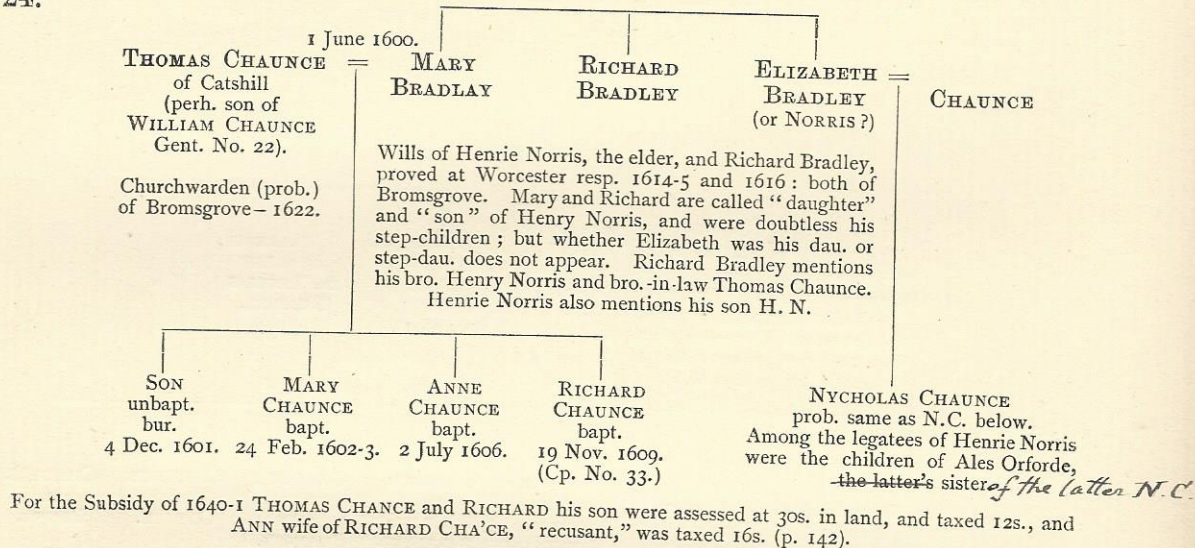 24.
1 June 1600.
THOMAS CHAUNCE =
of Catshill
(perh. son of
WILLIAM CHAUNCE
Gent. No. 22).
Churchwarden (prob.)
of Bromsgrove— 1622.
MARY
BRADLAY
RICHARD
BRADLEY
ELIZABETH =
BRADLEY
(or NORRIS ?)
CHAUNCE
Wills of Henrie Norris, the elder, and Richard Bradley,
proved at Worcester resp. 1614-5 and 1616 : both of
Bromsgrove. Mary and Richard are called “ daughter”
and “ son ” of Henry Norris, and were doubtless his
step-children ; but whether Elizabeth was his dau. or
step-dau. does not appear. Richard Bradley mentions
his bro. Henry Norris and bro.-in-law Thomas Chaunce.
Henrie Norris also mentions his son H. N.
SON
unbapt.
bur.
4 Dec. 1601.
MARY
CHAUNCE
bapt.
24 Feb. 1602-3.
ANNE
CHAUNCE
bapt.
2 July 1606.
RICHARD
CHAUNCE
bapt.
19 Nov. 1609.
(Cp. No. 33.)
NYCHOLAS CHAUNCE
prob. same as N.C. below.
Among the legatees of Henrie Norris
were the children of Ales Orforde,
the latter's sister of the latter N.C.
For the Subsidy of 1640-1 THOMAS CHANCE and RICHARD his son were assessed at 30s. in land, and taxed 12s., and
ANN wife of RICHARD CHA'CE, “ recusant,” was taxed 16s. (p. 142).